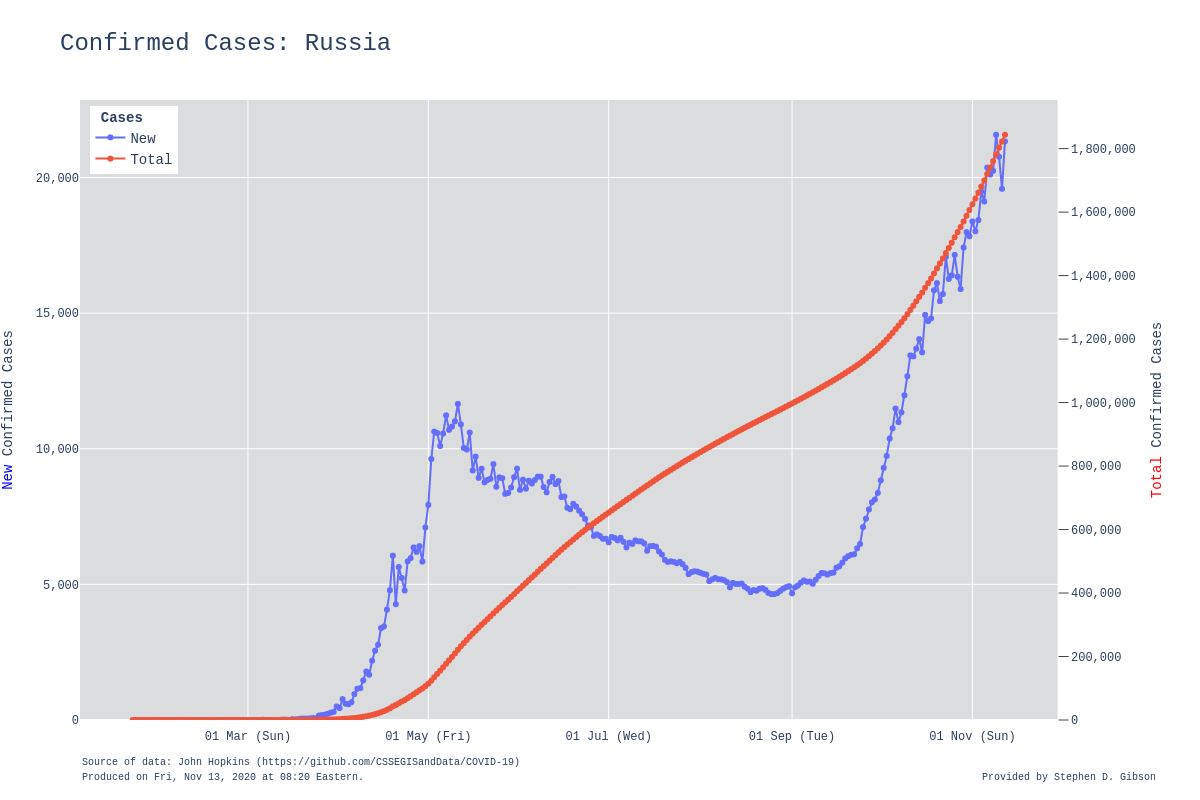 Confirmed Cases: Russia
Cases
New
Total
20,000
15,000
10,000
5,000
0
New Confirmed Cases
1,800,000
1,600,000
1,400,000
1,200,000
1,000,000
800,000
600,000
400,000
200,000
0
Total Confirmed Cases
01 Mar (Sun)
01 May (Fri)
01 Jul (Wed)
01 Sep (Tue)
01 Nov (Sun)
Source of data: John Hopkins (https://github.com/CSSEGISandData/COVID-19)
Produced on Fri, Nov 13, 2020 at 08:20 Eastern.
Provided by Stephen D. Gibson